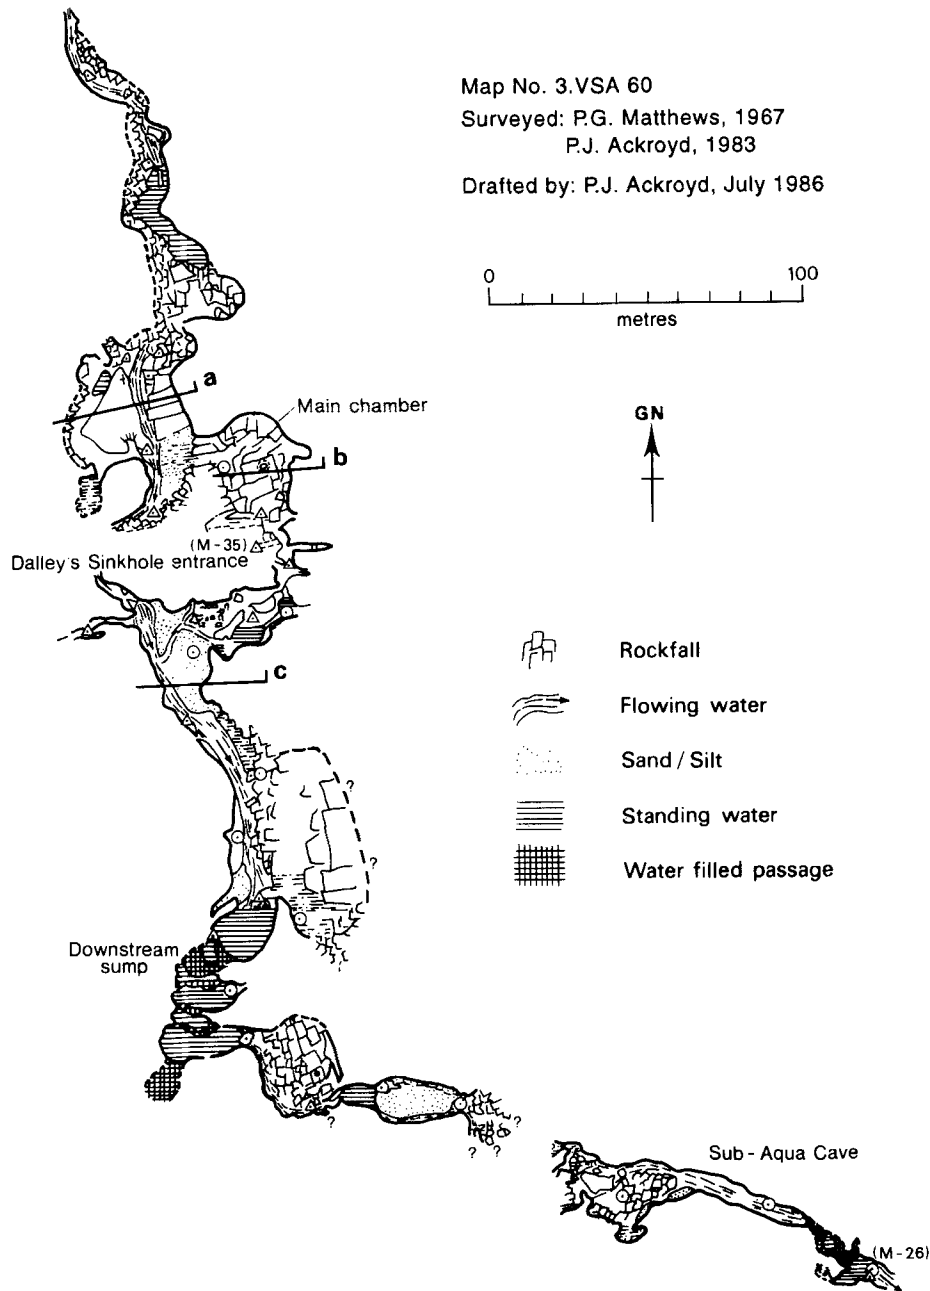 Map No. 3.VSA 60
Surveyed: P.G. Matthews, 1967
P.J. Ackroyd, 1983
Drafted by: P.J. Ackroyd, July 1986
0 100
metres
a
Main chamber
GN
b
(M-35)
Dalley's Sinkhole entrance
c
Rockfall
Flowing water
Sand / Silt
?
Standing water
?
Water filled passage
Downstream
sump
?
?
?
? ?
Sub-Aqua Cave
(M-26)